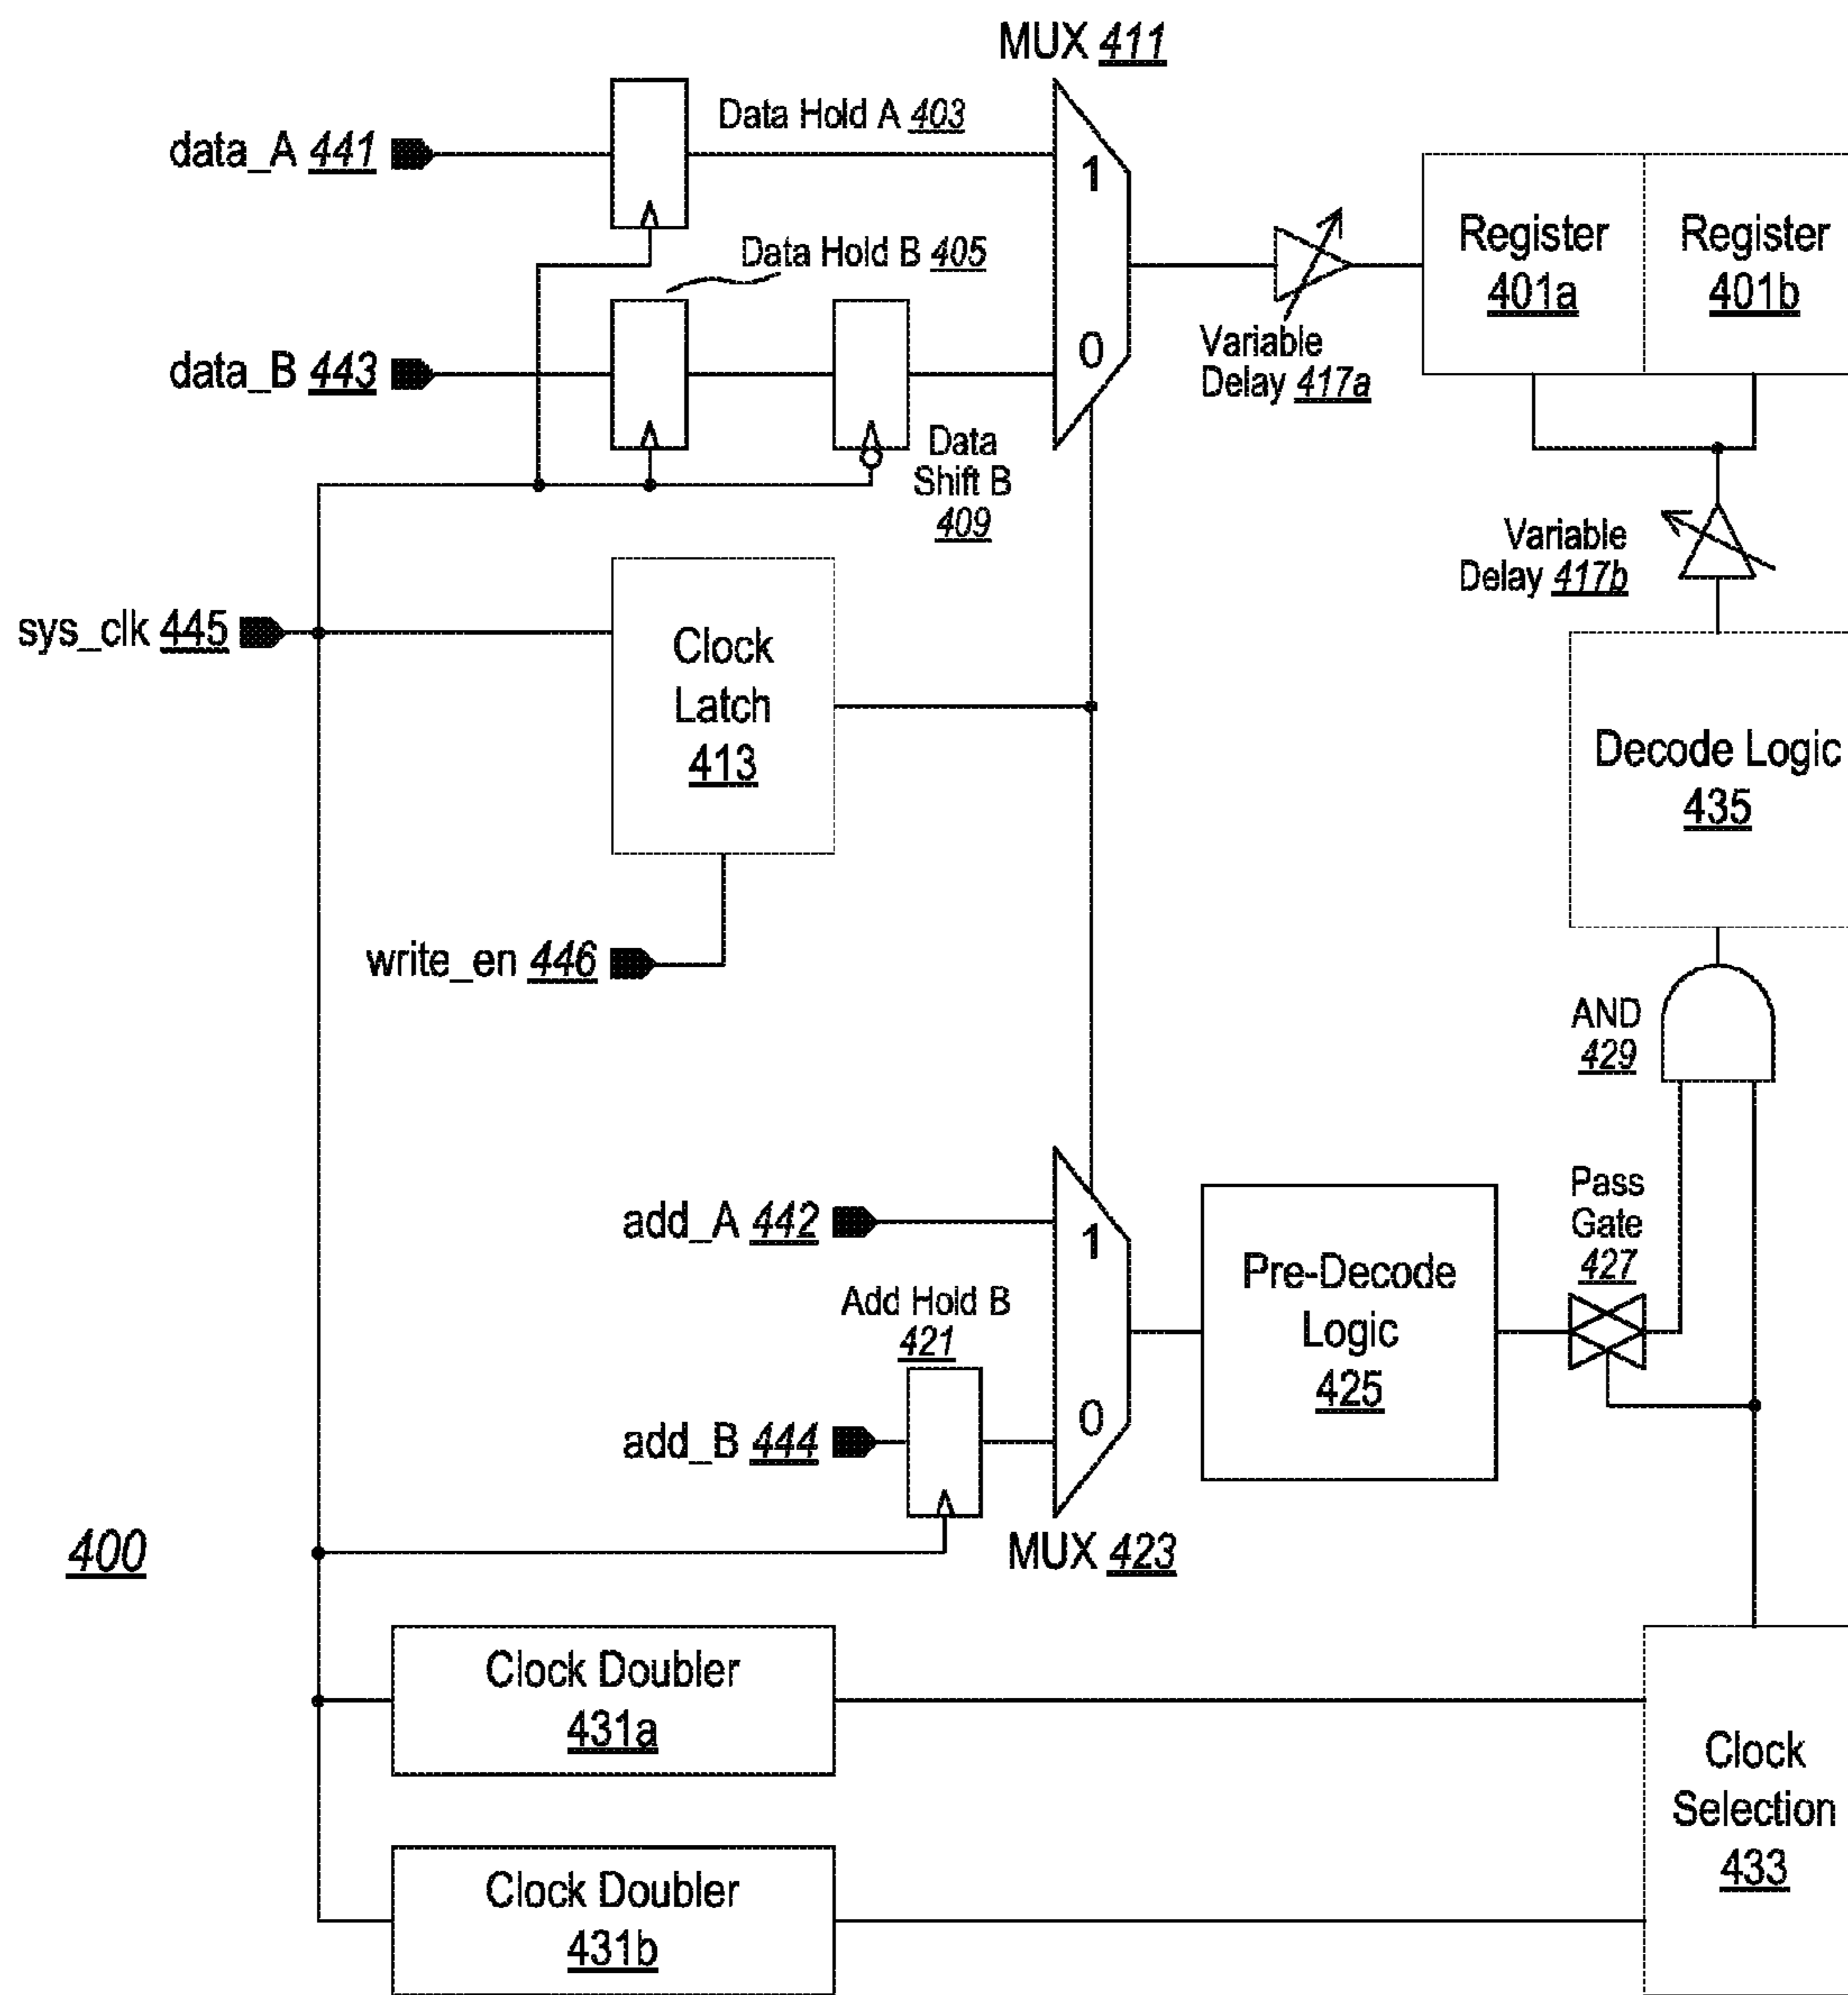 MUX 411
data_A 441
Data Hold A 403
1
Data Hold B 405
Register
401a
Register
401b
data_B 443
0
Variable
Delay 417a
Data
Shift B
409
Variable
Delay 417b
sys_clk 445
Clock
Latch
413
Decode Logic
435
write_en 446
AND
429
add_A 442
1
Pass
Gate
427
Pre-Decode
Logic
425
Add Hold B
421
add_B 444
0
400
MUX 423
Clock Doubler
431a
Clock
Selection
433
Clock Doubler
431b